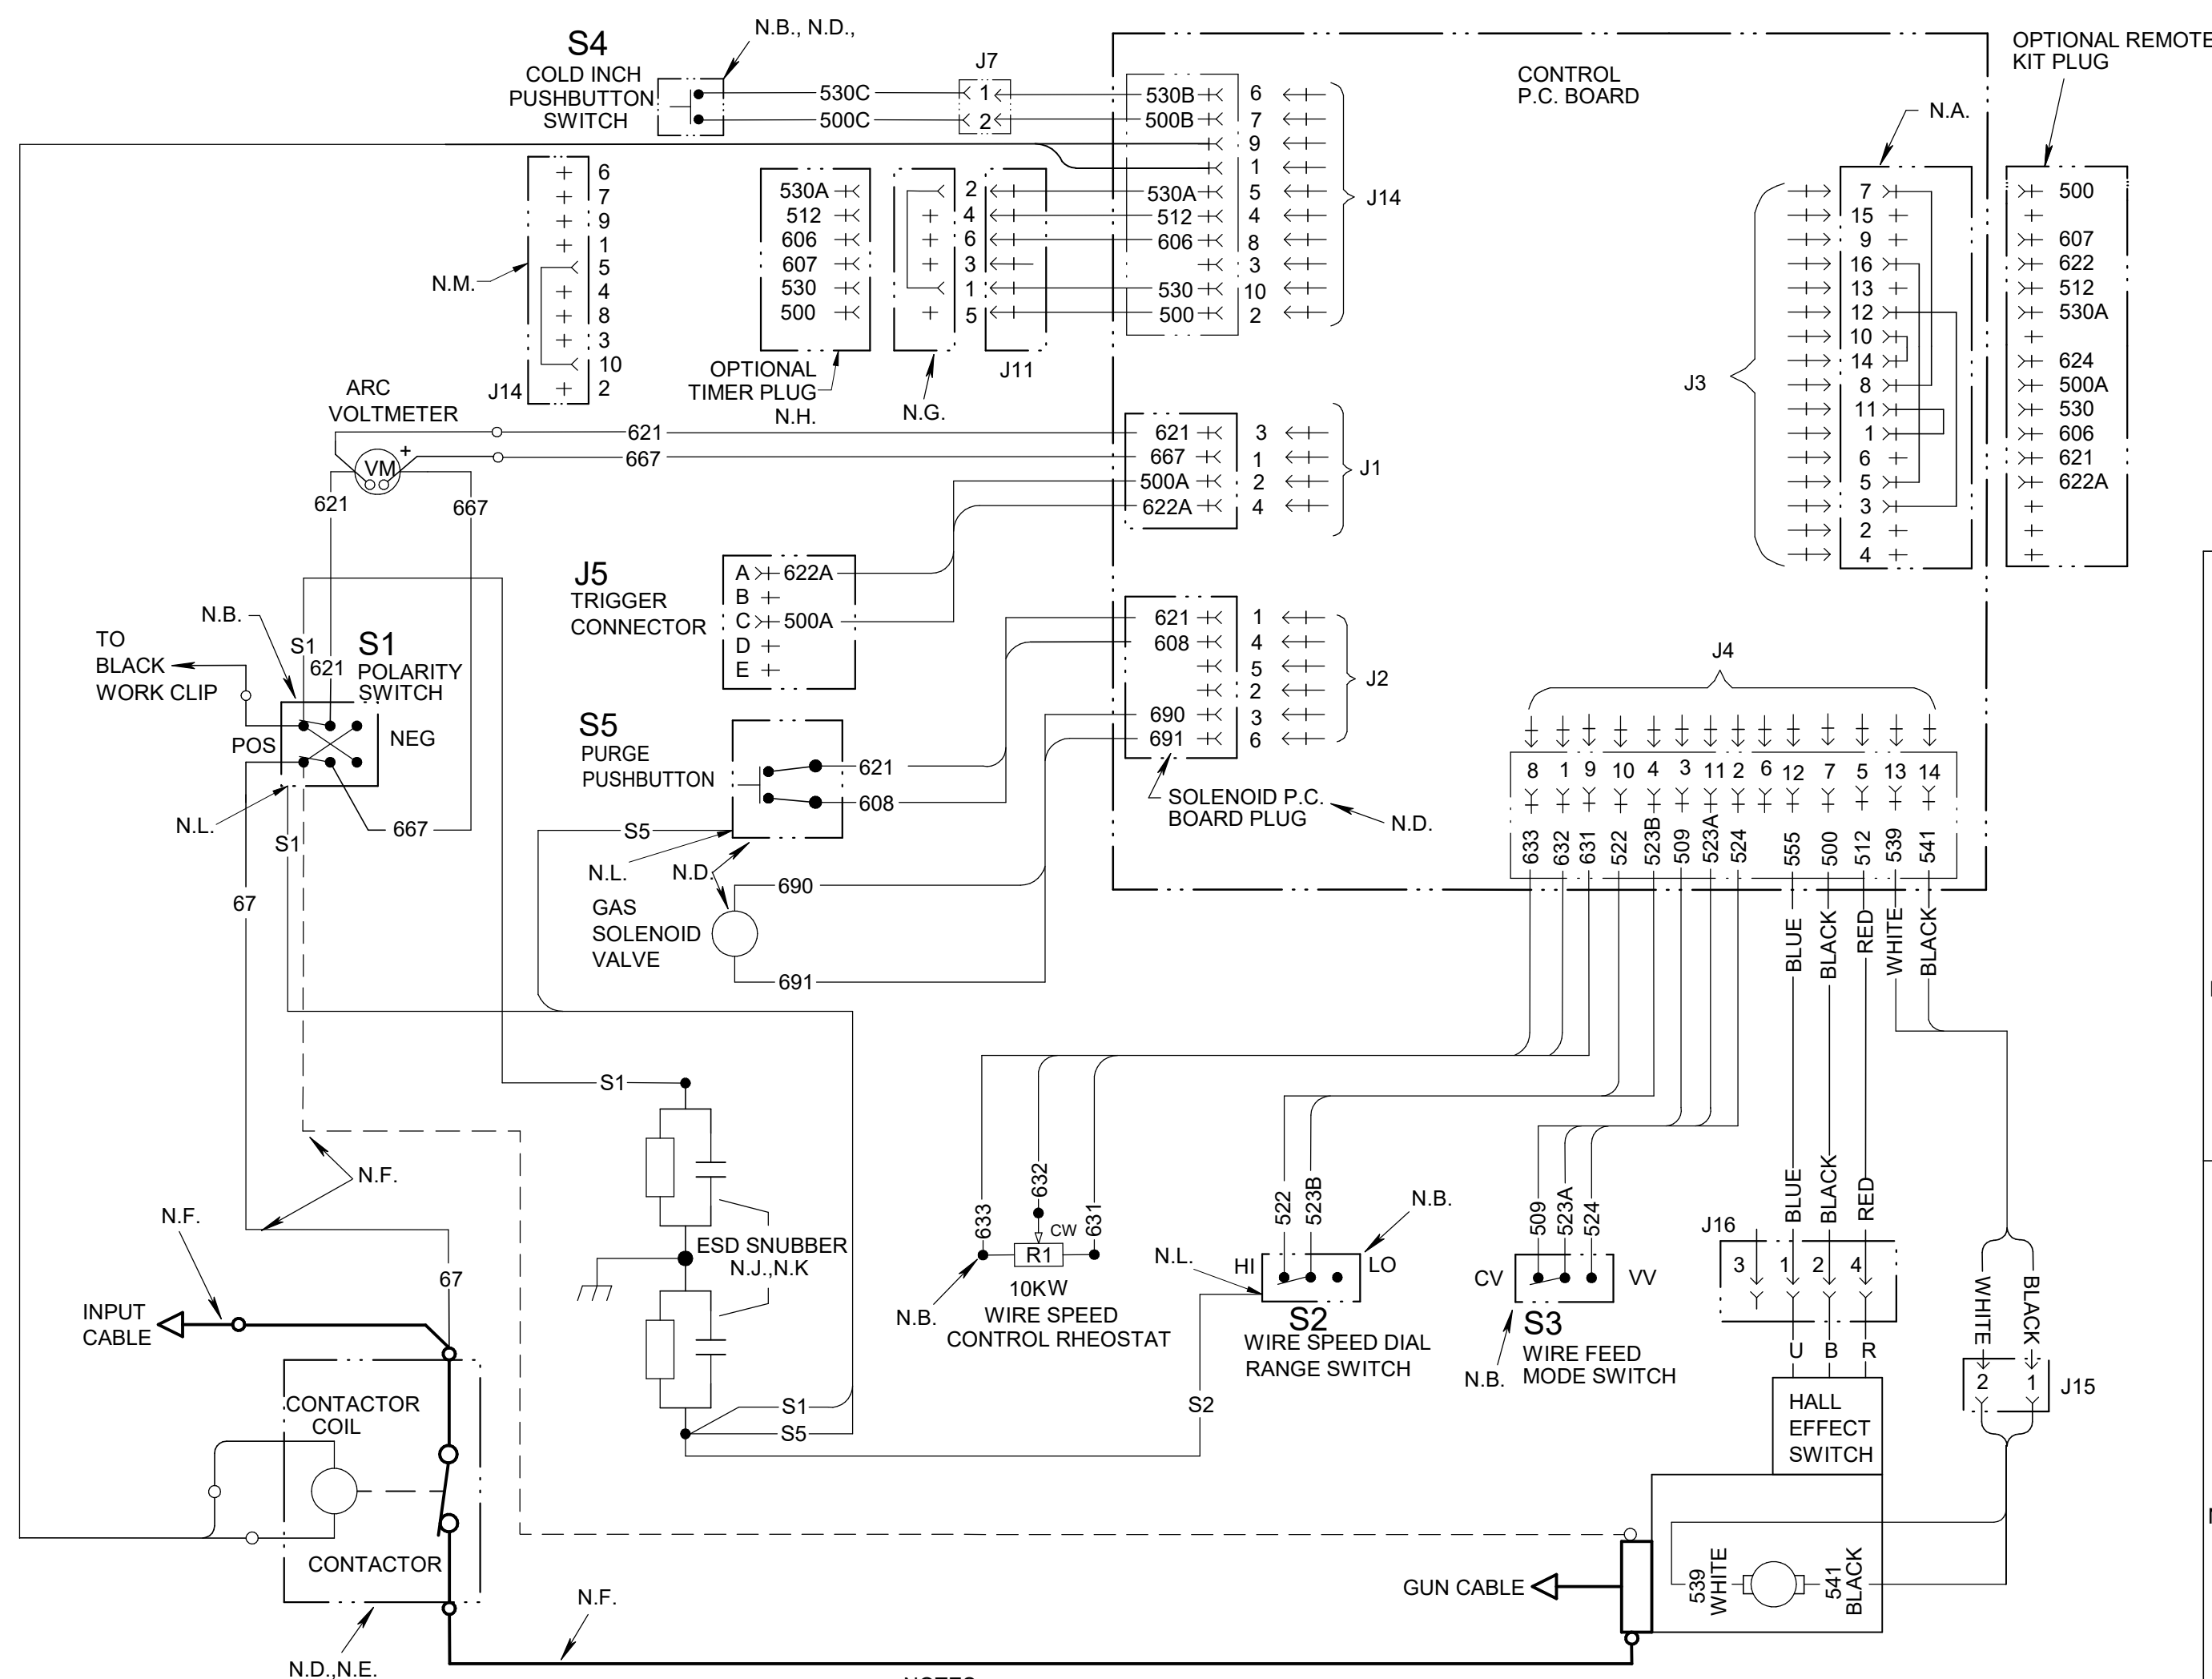 N.B., N.D.,
S4
COLD INCH
PUSHBUTTON
SWITCH
530C
500C
J7
1
2
CONTROL
P.C. BOARD
OPTIONAL REMOTE
KIT PLUG
N.A.
530B 6
500B 7
9
1
530A 5
512 4
606 8
3
530 10
500 2
J14
6
7
9
1
5
4
8
3
10
2
N.M.
J14
530A
512
606
607
530
500
OPTIONAL
TIMER PLUG
N.H.
2
4
6
3
1
5
N.G.
J11
7
15
9
16
13
12
10
14
8
11
1
6
5
3
2
4
J3
500
607
622
512
530A
624
500A
530
606
621
622A
ARC
VOLTMETER
VM
+
621
667
621
667
621 3
667 1
500A 2
622A 4
J1
J5
TRIGGER
CONNECTOR
A 622A
B
C 500A
D
E
N.B.
TO
BLACK
WORK CLIP
S1
621
S1
POLARITY
SWITCH
POS
NEG
N.L.
S1
667
67
621 1
608 4
5
2
690 3
691 6
J2
SOLENOID P.C.
BOARD PLUG
N.D.
S5
PURGE
PUSHBUTTON
621
608
S5
N.L.
N.D.
GAS
SOLENOID
VALVE
690
691
J4
8 1 9 10 4 3 11 2 6 12 7 5 13 14
633 632 631 522 523B 509 523A 524 555 500 512 539 541
BLUE BLACK RED WHITE BLACK
S1
N.F.
N.F.
67
INPUT
CABLE
ESD SNUBBER
N.J.,N.K
S1
S5
633
632
631
CW
R1
10KW
WIRE SPEED
CONTROL RHEOSTAT
N.B.
522
523B
N.B.
N.L.
HI
LO
S2
WIRE SPEED DIAL
RANGE SWITCH
S2
509
523A
524
CV
VV
S3
WIRE FEED
MODE SWITCH
N.B.
BLUE BLACK RED
J16
3 1 2 4
U B R
HALL
EFFECT
SWITCH
WHITE
BLACK
2 1
J15
CONTACTOR
COIL
CONTACTOR
N.D.,N.E.
N.F.
GUN CABLE
539
WHITE
541
BLACK